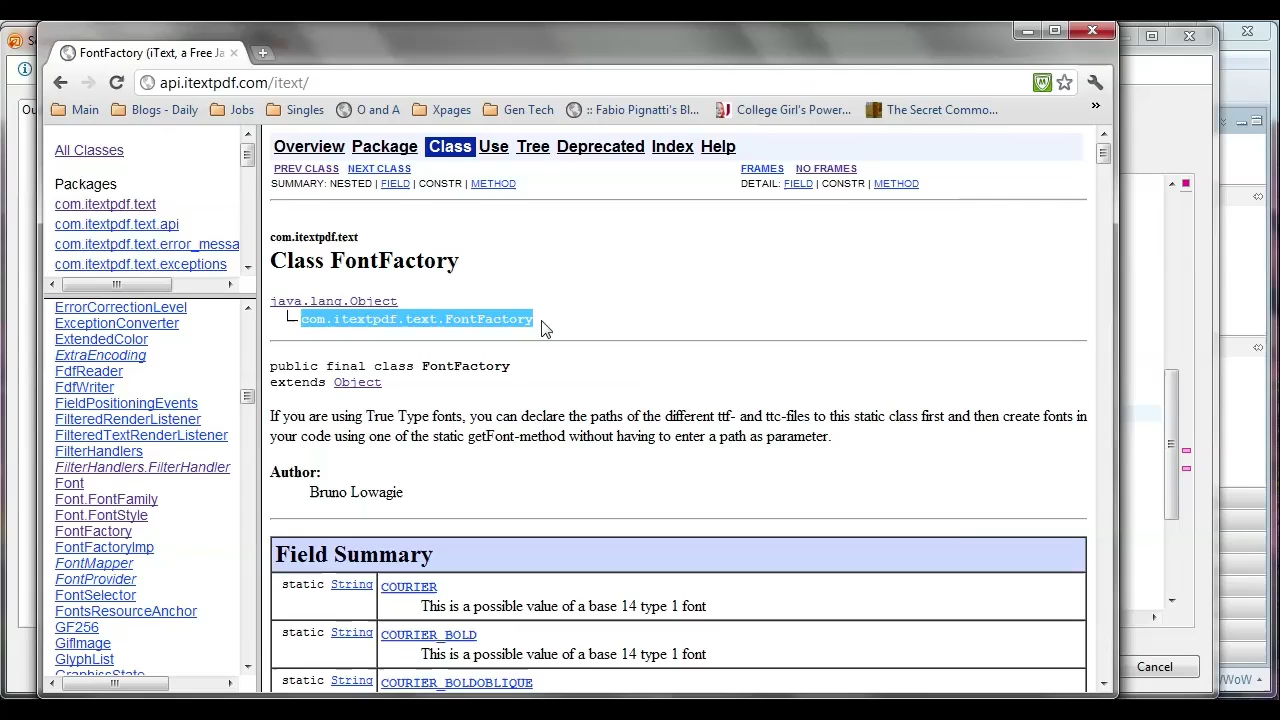 FontFactory (iText, a Free Ja
api.itextpdf.com/itext/
Main
Blogs - Daily
Jobs
Singles
O and A
Xpages
Gen Tech
:: Fabio Pignatti's Bl...
College Girl's Power...
The Secret Commo...
»
All Classes
Packages
com.itextpdf.text
com.itextpdf.text.api
com.itextpdf.text.error_messa
com.itextpdf.text.exceptions
ErrorCorrectionLevel
ExceptionConverter
ExtendedColor
ExtraEncoding
FdfReader
FdfWriter
FieldPositioningEvents
FilteredRenderListener
FilteredTextRenderListener
FilterHandlers
FilterHandlers.FilterHandler
Font
Font.FontFamily
Font.FontStyle
FontFactory
FontFactoryImp
FontMapper
FontProvider
FontSelector
FontsResourceAnchor
GF256
GifImage
GlyphList
GraphicsState
Overview Package Class Use Tree Deprecated Index Help
PREV CLASS NEXT CLASS
FRAMES NO FRAMES
SUMMARY: NESTED | FIELD | CONSTR | METHOD
DETAIL: FIELD | CONSTR | METHOD
com.itextpdf.text
Class FontFactory
java.lang.Object
com.itextpdf.text.FontFactory
public final class FontFactory
extends Object
If you are using True Type fonts, you can declare the paths of the different ttf- and ttc-files to this static class first and then create fonts in
your code using one of the static getFont-method without having to enter a path as parameter.
Author:
Bruno Lowagie
Field Summary
static String COURIER
This is a possible value of a base 14 type 1 font
static String COURIER_BOLD
This is a possible value of a base 14 type 1 font
static String COURIER_BOLDOBLIQUE
Cancel